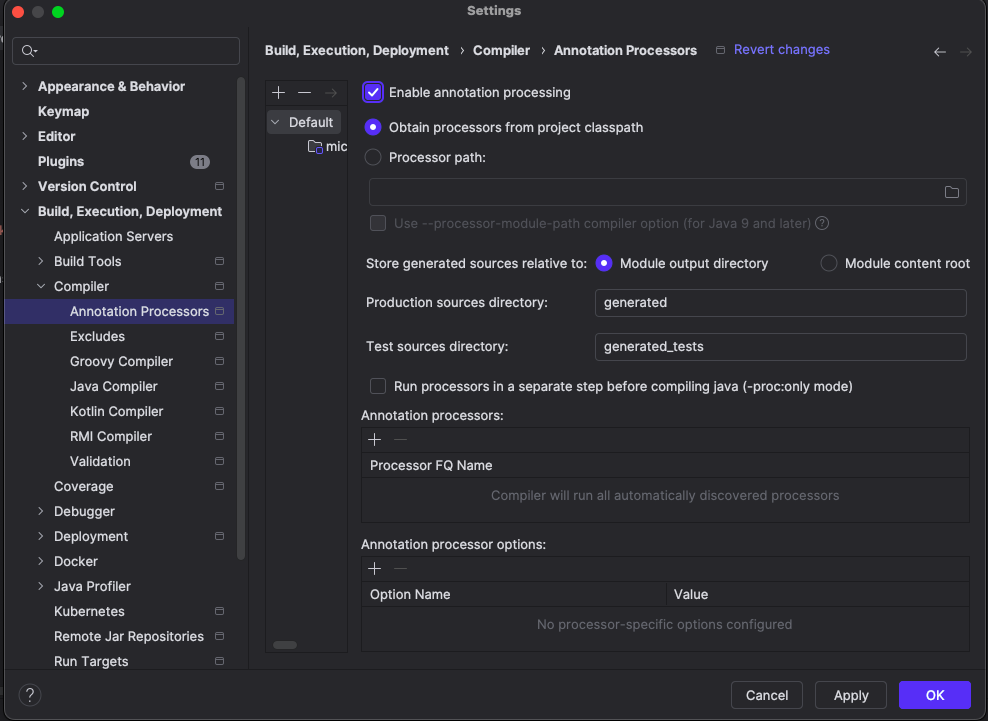 Settings
Build, Execution, Deployment › Compiler › Annotation Processors Revert changes
Appearance & Behavior
Keymap
Editor
Plugins 11
Version Control
Build, Execution, Deployment
Application Servers
Build Tools
Compiler
Annotation Processors
Excludes
Groovy Compiler
Java Compiler
Kotlin Compiler
RMI Compiler
Validation
Coverage
Debugger
Deployment
Docker
Java Profiler
Kubernetes
Remote Jar Repositories
Run Targets
Default
mic
Enable annotation processing
Obtain processors from project classpath
Processor path:
Use --processor-module-path compiler option (for Java 9 and later) ?
Store generated sources relative to: Module output directory Module content root
Production sources directory: generated
Test sources directory: generated_tests
Run processors in a separate step before compiling java (-proc:only mode)
Annotation processors:
Processor FQ Name
Compiler will run all automatically discovered processors
Annotation processor options:
Option Name Value
No processor-specific options configured
? Cancel Apply OK